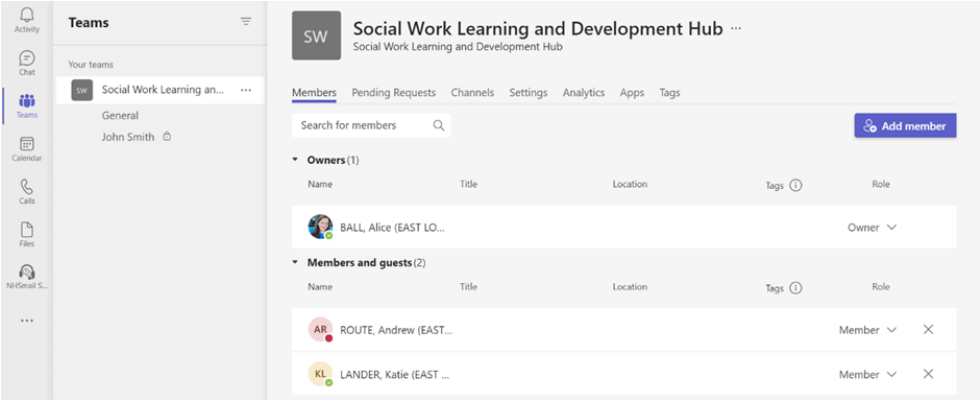 Activity
Chat
Teams
Calendar
Calls
Files
NHSmail S...
...
Teams
Your teams
SW Social Work Learning an... ...
General
John Smith
SW
Social Work Learning and Development Hub ...
Social Work Learning and Development Hub
Members Pending Requests Channels Settings Analytics Apps Tags
Search for members
Add member
Owners (1)
Name Title Location Tags Role
BALL, Alice (EAST LO... Owner
Members and guests (2)
Name Title Location Tags Role
AR ROUTE, Andrew (EAST... Member
KL LANDER, Katie (EAST ... Member